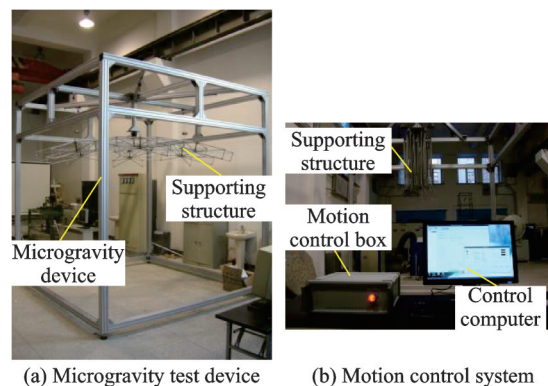 Supporting
structure
Microgravity
device
(a) Microgravity test device
Supporting
structure
Motion
control box
Control
computer
(b) Motion control system